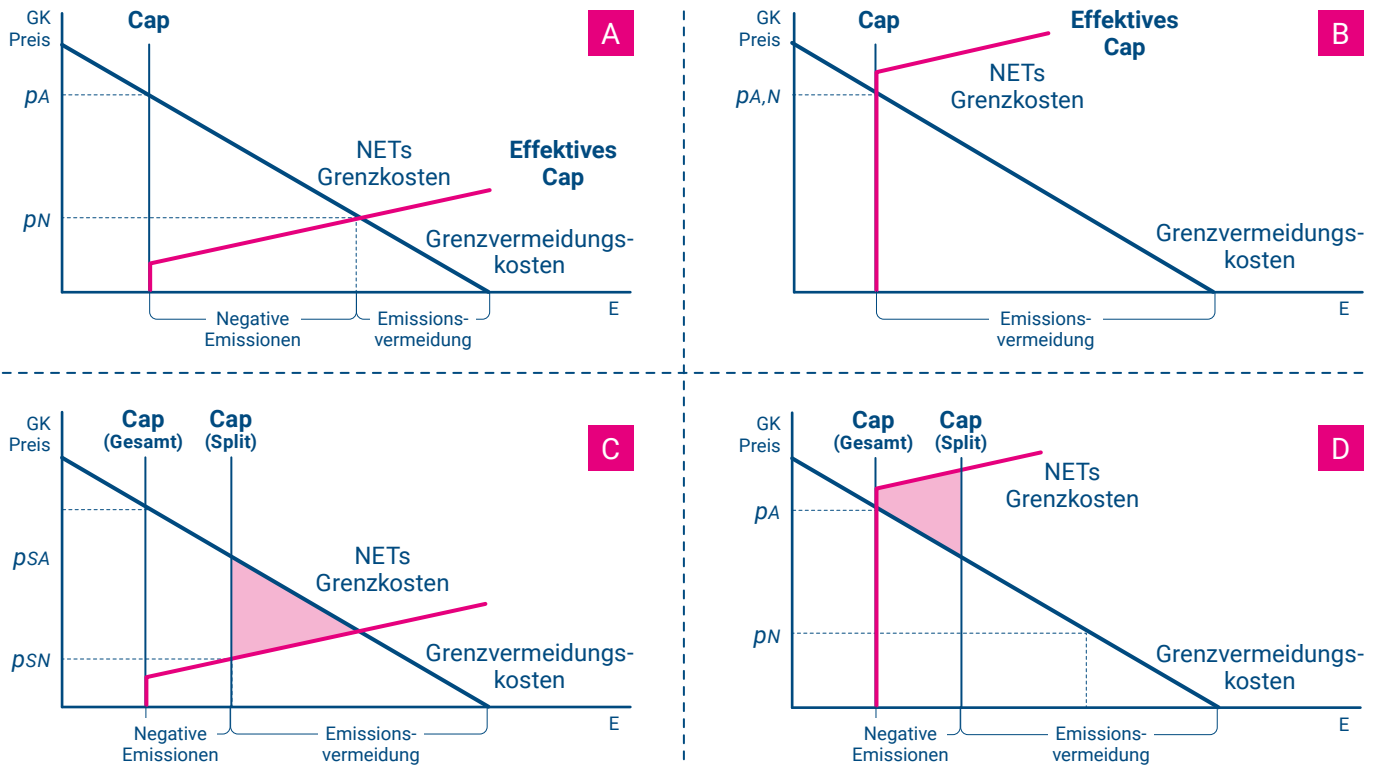 GK
Preis
Cap
A
pA
NETs
Grenzkosten
Effektives
Cap
pN
Grenzvermeidungs-
kosten
E
Negative
Emissionen
Emissions-
vermeidung
GK
Preis
Cap
Effektives
Cap
B
NETs
Grenzkosten
pA,N
Grenzvermeidungs-
kosten
E
Emissions-
vermeidung
GK
Preis
Cap
(Gesamt)
Cap
(Split)
C
pSA
NETs
Grenzkosten
pSN
Grenzvermeidungs-
kosten
E
Negative
Emissionen
Emissions-
vermeidung
GK
Preis
Cap
(Gesamt)
Cap
(Split)
D
NETs
Grenzkosten
pA
pN
Grenzvermeidungs-
kosten
E
Negative
Emissionen
Emissions-
vermeidung